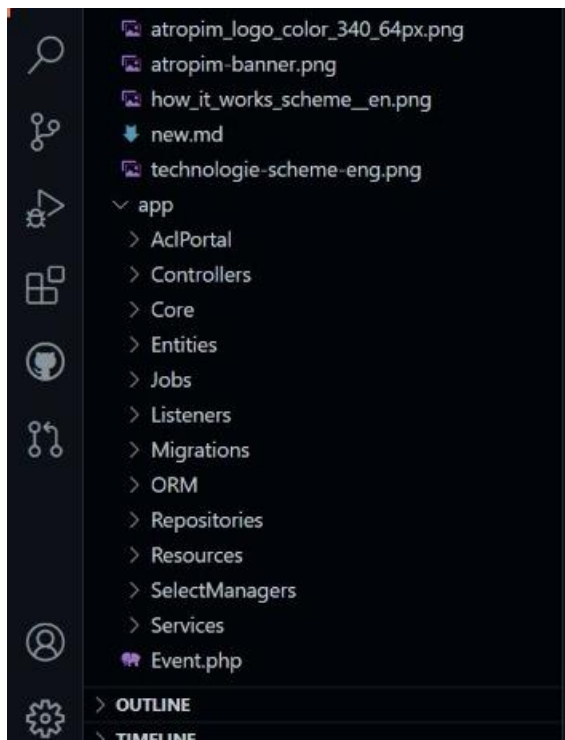 atropim_logo_color_340_64px.png
atropim-banner.png
how_it_works_scheme__en.png
new.md
technologie-scheme-eng.png
app
AclPortal
Controllers
Core
Entities
Jobs
Listeners
Migrations
ORM
Repositories
Resources
SelectManagers
Services
Event.php
OUTLINE
TIMELINE